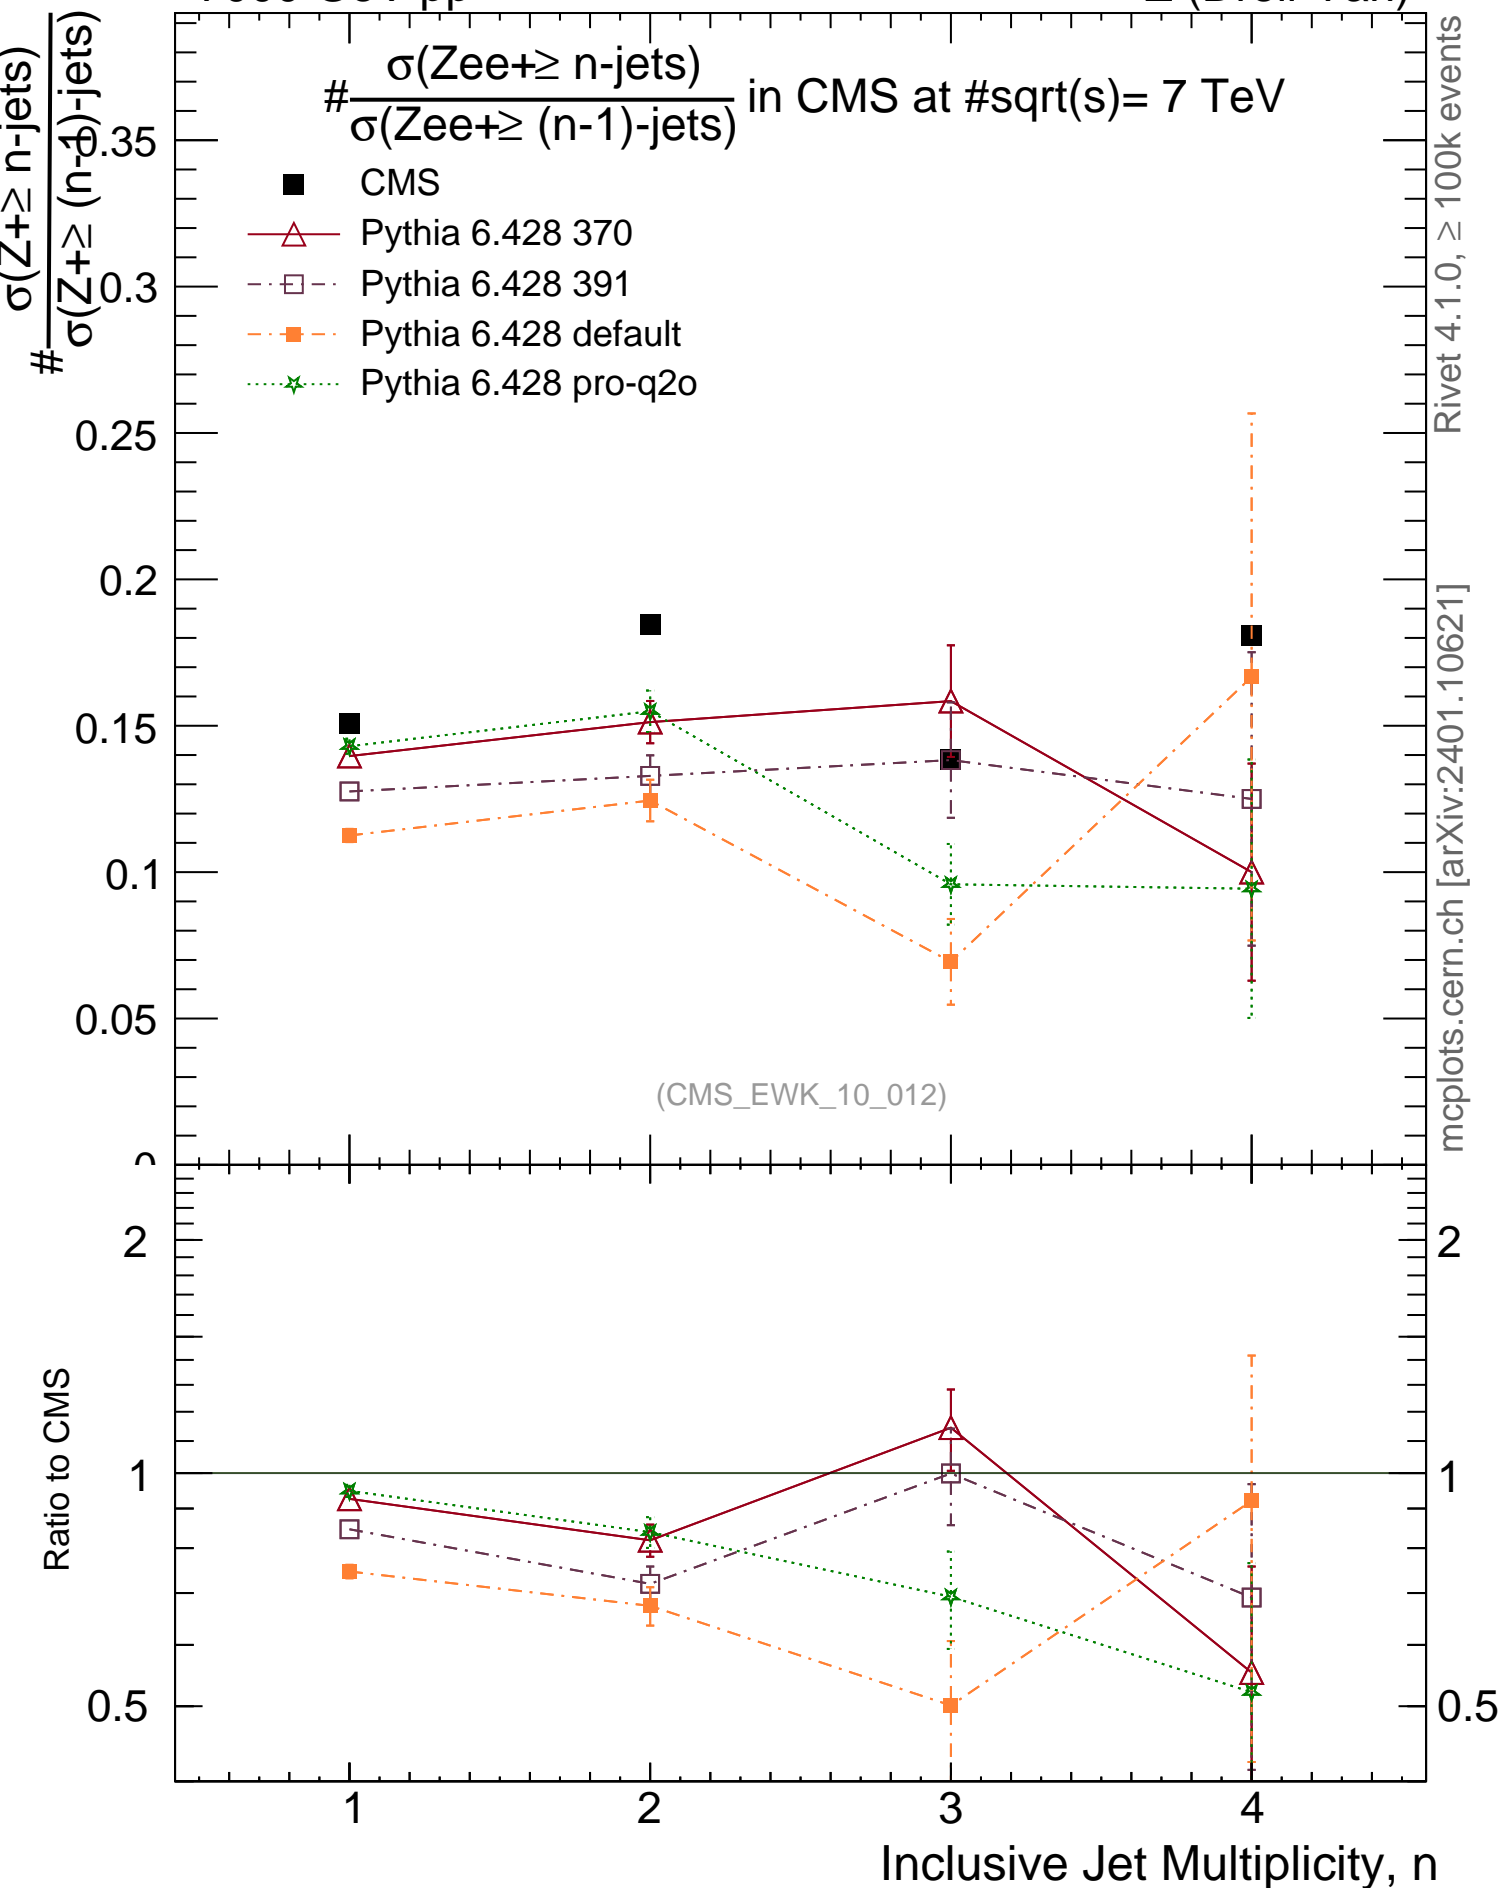 σ(Zee+≥ n-jets)
# in CMS at #sqrt(s)= 7 TeV
σ(Zee+≥ (n-1)-jets)
CMS
Pythia 6.428 370
Pythia 6.428 391
Pythia 6.428 default
Pythia 6.428 pro-q2o
σ(Z+≥ n-jets)
#
σ(Z+≥ (n-1)-jets)
0.35
0.3
0.25
0.2
0.15
0.1
0.05
0
(CMS_EWK_10_012)
Rivet 4.1.0, ≥ 100k events
mcplots.cern.ch [arXiv:2401.10621]
Ratio to CMS
2
1
0.5
2
1
0.5
1 2 3 4
Inclusive Jet Multiplicity, n